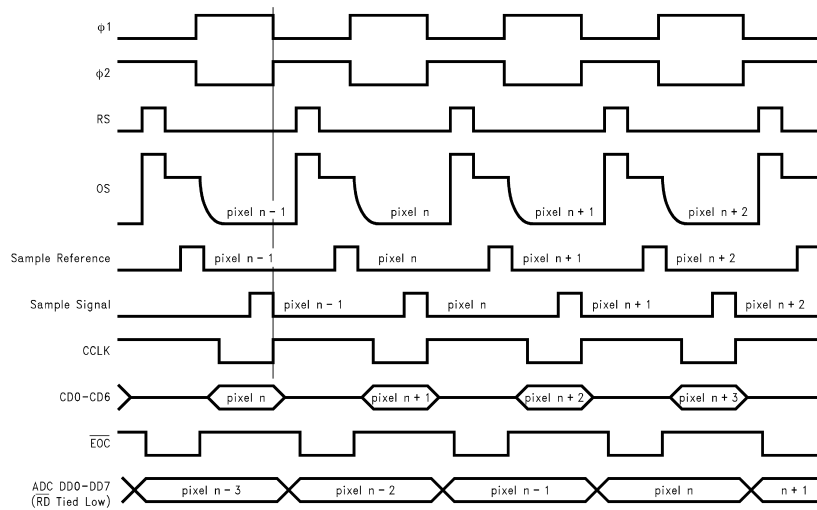 φ1
φ2
RS
OS
pixel n - 1
pixel n
pixel n + 1
pixel n + 2
Sample Reference
pixel n - 1
pixel n
pixel n + 1
pixel n + 2
Sample Signal
pixel n - 1
pixel n
pixel n + 1
pixel n + 2
CCLK
CD0-CD6
pixel n
pixel n + 1
pixel n + 2
pixel n + 3
E̅O̅C̅
ADC DD0-DD7
(R̅D̅ Tied Low)
pixel n - 3
pixel n - 2
pixel n - 1
pixel n
n + 1